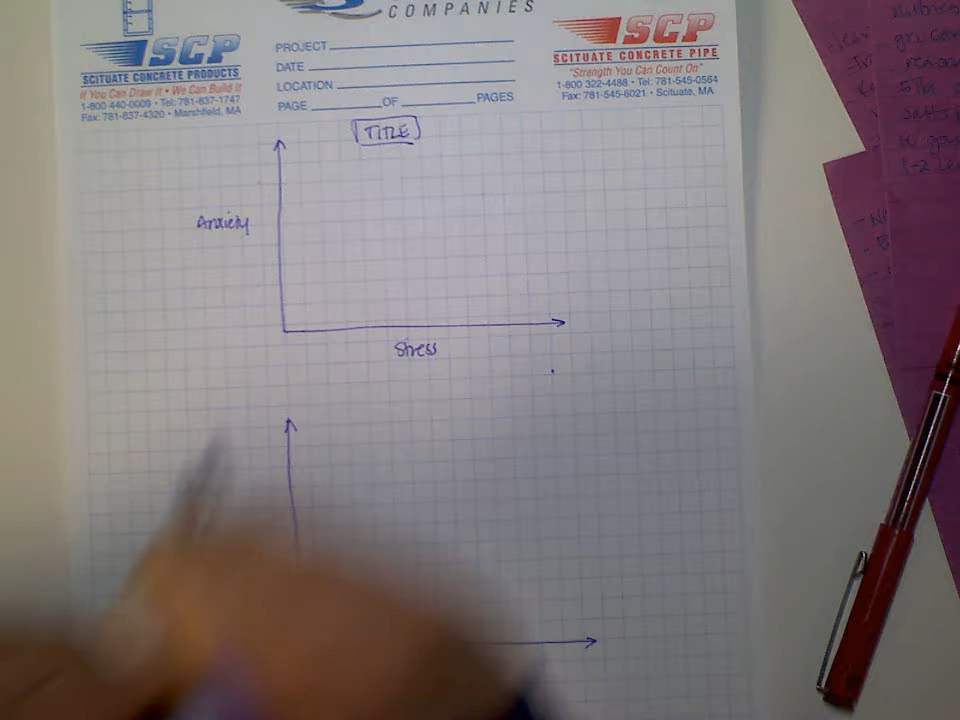 COMPANIES
SCP
SCITUATE CONCRETE PRODUCTS
If You Can Draw It • We Can Build It
1-800 440-0009 • Tel: 781-837-1747
Fax: 781-837-4320 • Marshfield, MA
PROJECT
DATE
LOCATION
PAGE OF PAGES
SCP
SCITUATE CONCRETE PIPE
"Strength You Can Count On"
1-800 322-4488 • Tel: 781-545-0564
Fax: 781-545-6021 • Scituate, MA
TITLE
Anxiety
Stress